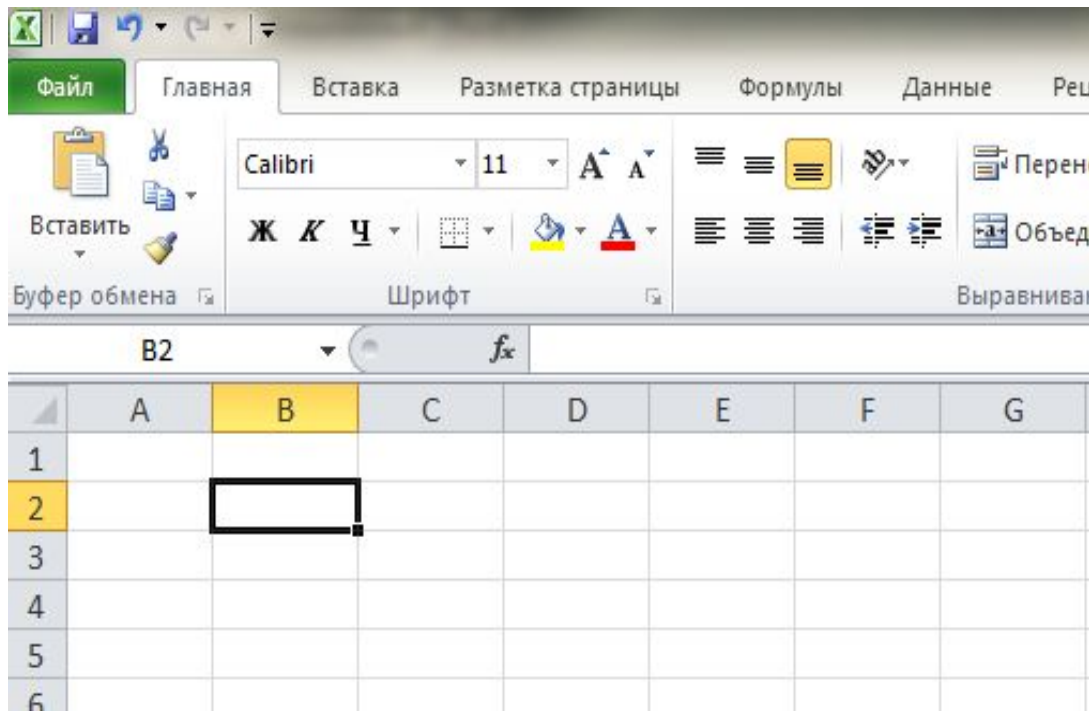 Файл Главная Вставка Разметка страницы Формулы Данные
Calibri 11
Вставить Ж К Ч
Буфер обмена Шрифт
B2 fx
A B C D E F G
1
2
3
4
5
6